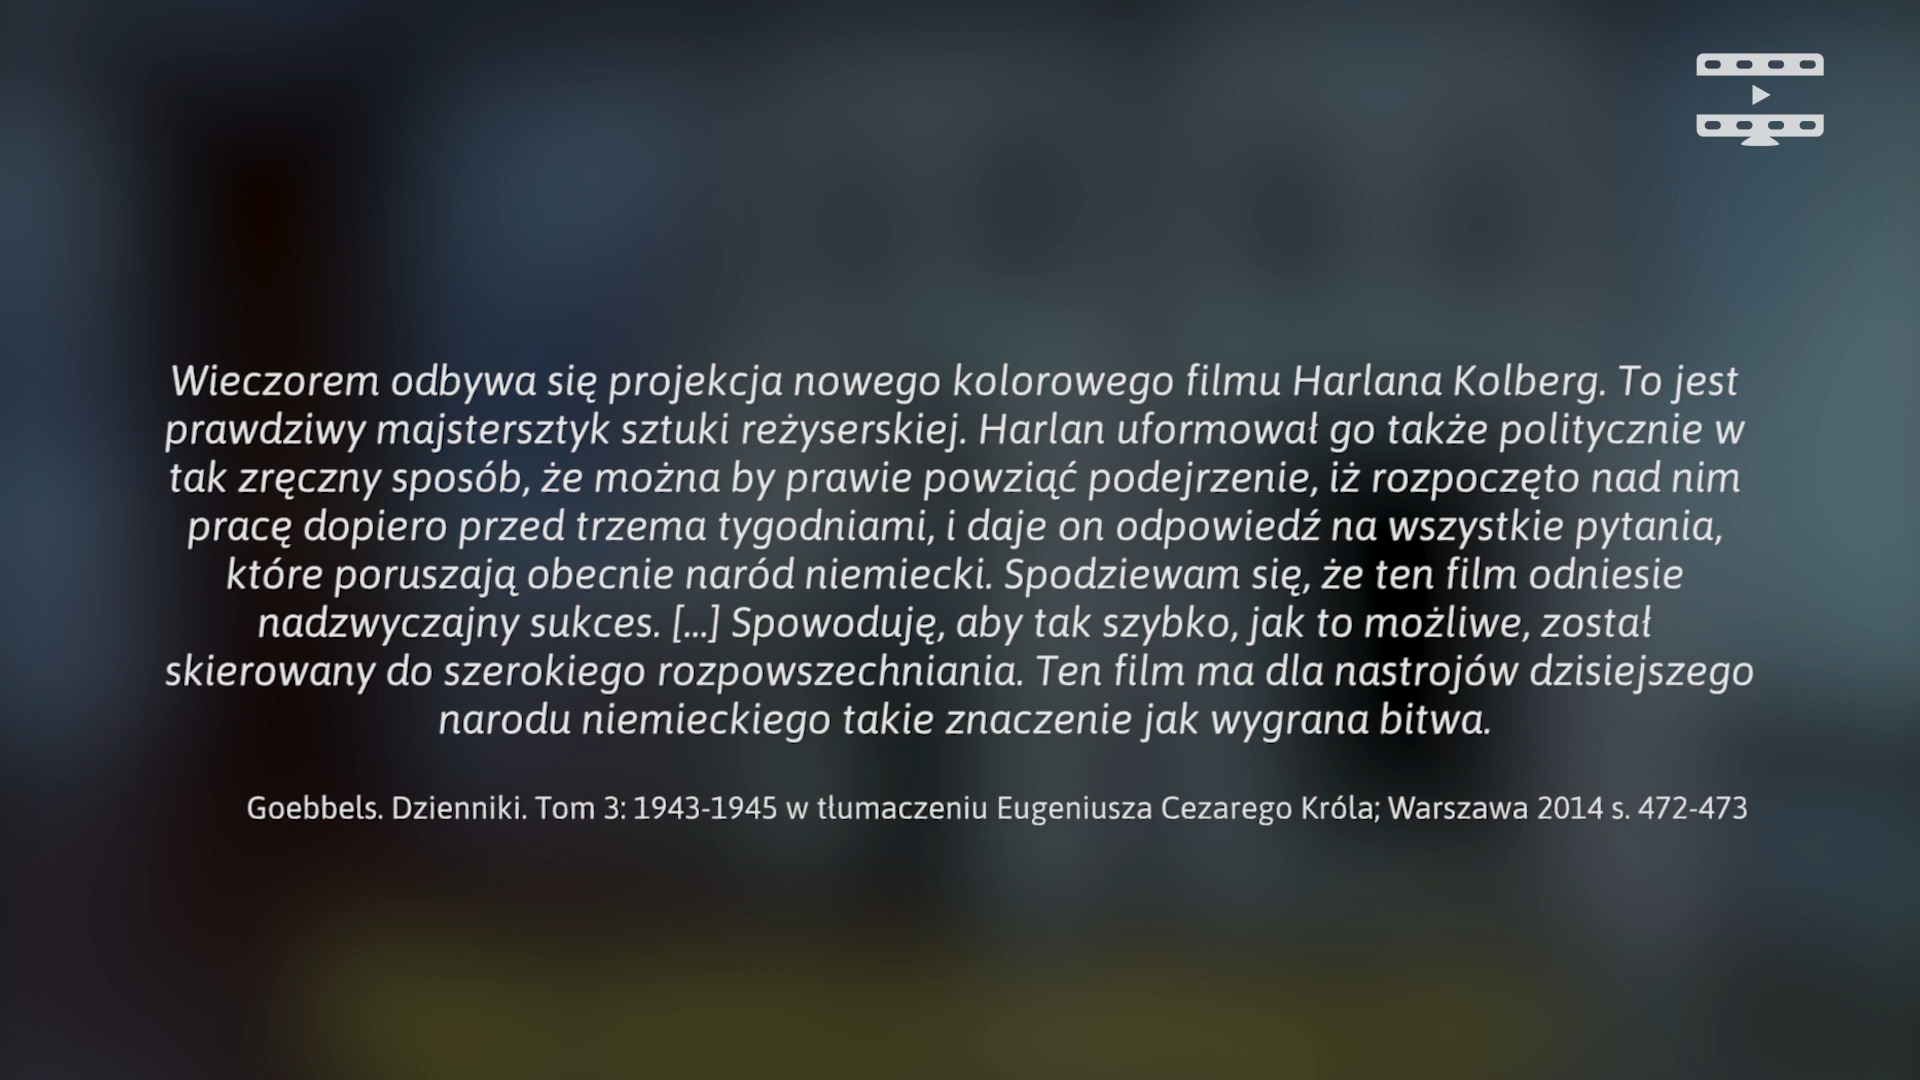 Wieczorem odbywa się projekcja nowego kolorowego filmu Harlana Kolberg. To jest
prawdziwy majstersztyk sztuki reżyserskiej. Harlan uformował go także politycznie w
tak zręczny sposób, że można by prawie powziąć podejrzenie, iż rozpoczęto nad nim
pracę dopiero przed trzema tygodniami, i daje on odpowiedź na wszystkie pytania,
które poruszają obecnie naród niemiecki. Spodziewam się, że ten film odniesie
nadzwyczajny sukces. [...] Spowoduję, aby tak szybko, jak to możliwe, został
skierowany do szerokiego rozpowszechniania. Ten film ma dla nastrojów dzisiejszego
narodu niemieckiego takie znaczenie jak wygrana bitwa.
Goebbels. Dzienniki. Tom 3: 1943-1945 w tłumaczeniu Eugeniusza Cezarego Króla; Warszawa 2014 s. 472-473